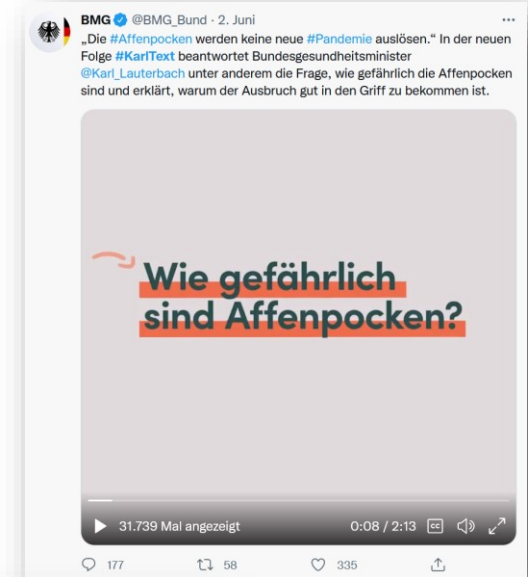 BMG @BMG_Bund · 2. Juni
„Die #Affenpocken werden keine neue #Pandemie auslösen.“ In der neuen
Folge #KarlText beantwortet Bundesgesundheitsminister
@Karl_Lauterbach unter anderem die Frage, wie gefährlich die Affenpocken
sind und erklärt, warum der Ausbruch gut in den Griff zu bekommen ist.
Wie gefährlich
sind Affenpocken?
31.739 Mal angezeigt 0:08 / 2:13 CC
177 58 335